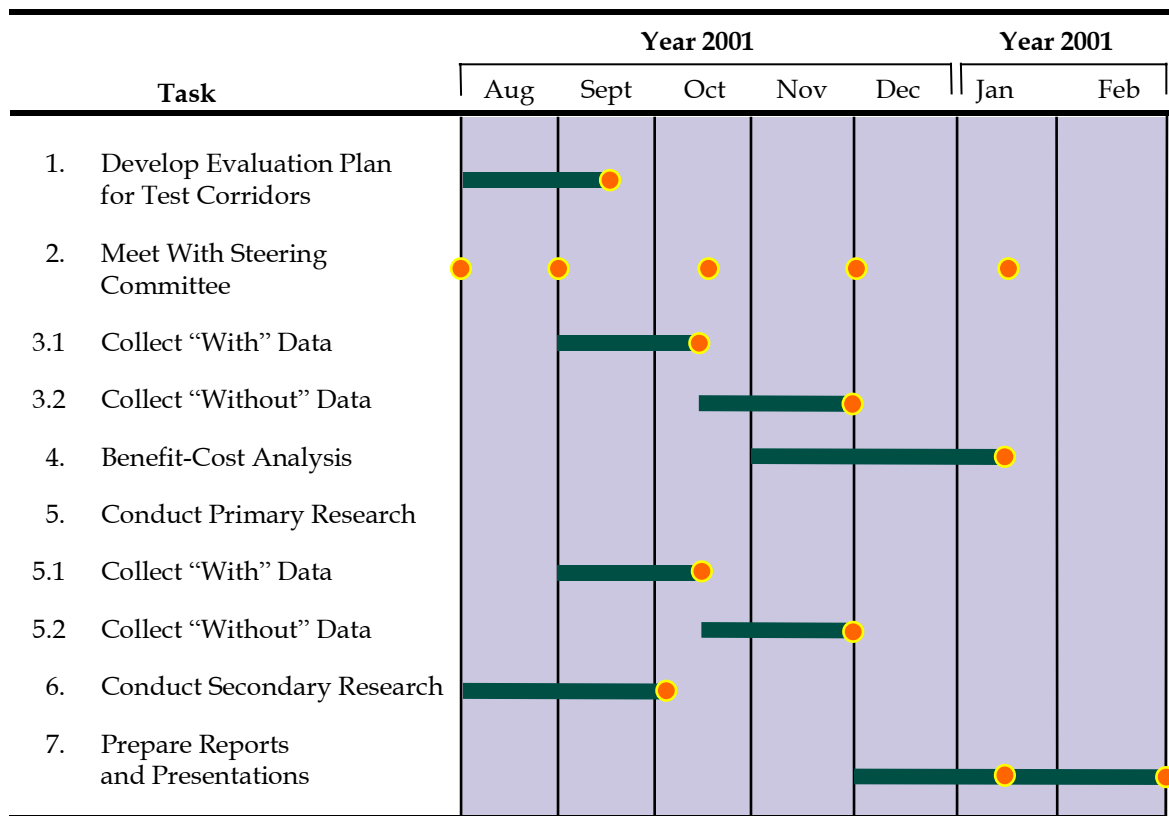 Year 2001 Year 2001
Task Aug Sept Oct Nov Dec Jan Feb
1. Develop Evaluation Plan
for Test Corridors
2. Meet With Steering
Committee
3.1 Collect “With” Data
3.2 Collect “Without” Data
4. Benefit-Cost Analysis
5. Conduct Primary Research
5.1 Collect “With” Data
5.2 Collect “Without” Data
6. Conduct Secondary Research
7. Prepare Reports
and Presentations